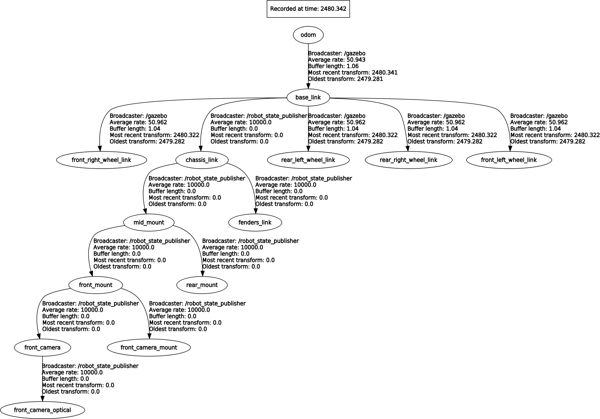 Recorded at time: 2480.342
odom
Broadcaster: /gazebo
Average rate: 50.943
Buffer length: 1.06
Most recent transform: 2480.341
Oldest transform: 2479.281
base_link
Broadcaster: /gazebo
Average rate: 50.962
Buffer length: 1.04
Most recent transform: 2480.322
Oldest transform: 2479.282
Broadcaster: /robot_state_publisher
Average rate: 10000.0
Buffer length: 0.0
Most recent transform: 0.0
Oldest transform: 0.0
Broadcaster: /gazebo
Average rate: 50.962
Buffer length: 1.04
Most recent transform: 2480.322
Oldest transform: 2479.282
Broadcaster: /gazebo
Average rate: 50.962
Buffer length: 1.04
Most recent transform: 2480.322
Oldest transform: 2479.282
Broadcaster: /gazebo
Average rate: 50.962
Buffer length: 1.04
Most recent transform: 2480.322
Oldest transform: 2479.282
front_right_wheel_link
chassis_link
rear_left_wheel_link
rear_right_wheel_link
front_left_wheel_link
Broadcaster: /robot_state_publisher
Average rate: 10000.0
Buffer length: 0.0
Most recent transform: 0.0
Oldest transform: 0.0
Broadcaster: /robot_state_publisher
Average rate: 10000.0
Buffer length: 0.0
Most recent transform: 0.0
Oldest transform: 0.0
mid_mount
fenders_link
Broadcaster: /robot_state_publisher
Average rate: 10000.0
Buffer length: 0.0
Most recent transform: 0.0
Oldest transform: 0.0
Broadcaster: /robot_state_publisher
Average rate: 10000.0
Buffer length: 0.0
Most recent transform: 0.0
Oldest transform: 0.0
front_mount
rear_mount
Broadcaster: /robot_state_publisher
Average rate: 10000.0
Buffer length: 0.0
Most recent transform: 0.0
Oldest transform: 0.0
Broadcaster: /robot_state_publisher
Average rate: 10000.0
Buffer length: 0.0
Most recent transform: 0.0
Oldest transform: 0.0
front_camera
front_camera_mount
Broadcaster: /robot_state_publisher
Average rate: 10000.0
Buffer length: 0.0
Most recent transform: 0.0
Oldest transform: 0.0
front_camera_optical